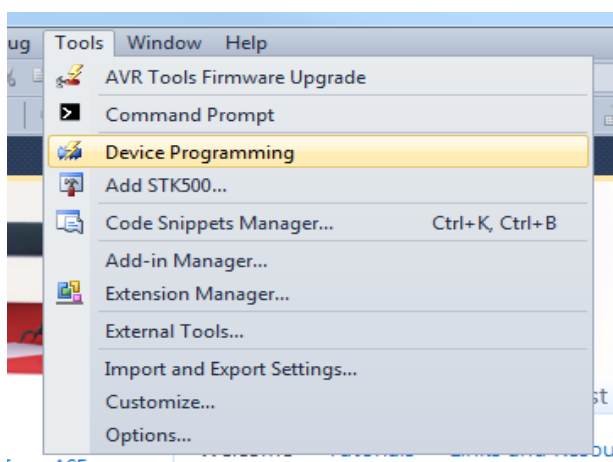 ug Tools Window Help
AVR Tools Firmware Upgrade
Command Prompt
Device Programming
Add STK500...
Code Snippets Manager... Ctrl+K, Ctrl+B
Add-in Manager...
Extension Manager...
External Tools...
Import and Export Settings...
Customize...
st
Options...